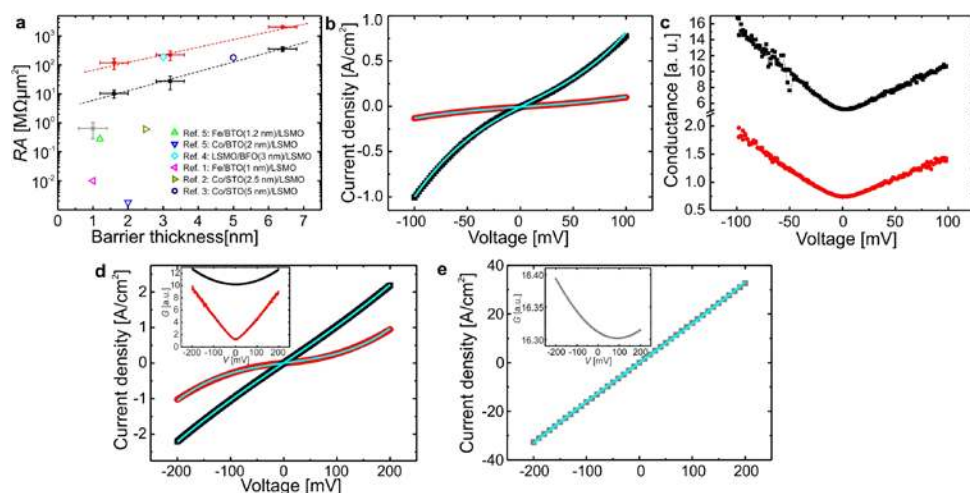 a
RA [MΩμm²]
10³
10²
10¹
10⁰
10⁻¹
10⁻²
Ref. 5: Fe/BTO(1.2 nm)/LSMO
Ref. 5: Co/BTO(2 nm)/LSMO
Ref. 4: LSMO/BFO(3 nm)/LSMO
Ref. 1: Fe/BTO(1 nm)/LSMO
Ref. 2: Co/STO(2.5 nm)/LSMO
Ref. 3: Co/STO(5 nm)/LSMO
0 1 2 3 4 5 6 7
Barrier thickness[nm]
b
Current density [A/cm²]
1.0
0.5
0.0
-0.5
-1.0
-100 -50 0 50 100
Voltage [mV]
c
Conductance [a. u.]
16
14
12
10
8
6
2.0
1.5
1.0
0.5
-100 -50 0 50 100
Voltage [mV]
d
Current density [A/cm²]
2
1
0
-1
-2
G [a.u.]
12
10
8
6
4
2
0
-200 -100 0 100 200
V [mV]
-200 -100 0 100 200
Voltage [mV]
e
Current density [A/cm²]
40
20
0
-20
-40
G [a.u.]
16.40
16.35
16.30
-200 -100 0 100 200
V [mV]
-200 -100 0 100 200
Voltage [mV]